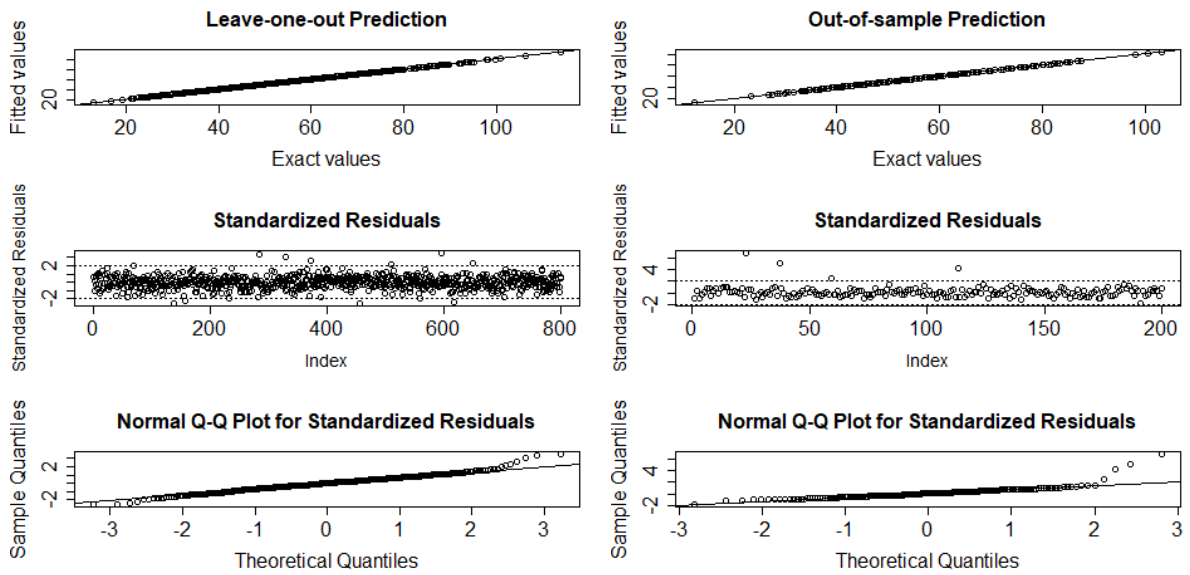 Leave-one-out Prediction
Fitted values
20
20 40 60 80 100
Exact values
Out-of-sample Prediction
Fitted values
20
20 40 60 80 100
Exact values
Standardized Residuals
Standardized Residuals
2
-2
0 200 400 600 800
Index
Standardized Residuals
Standardized Residuals
4
-2
0 50 100 150 200
Index
Normal Q-Q Plot for Standardized Residuals
Sample Quantiles
2
-2
-3 -2 -1 0 1 2 3
Theoretical Quantiles
Normal Q-Q Plot for Standardized Residuals
Sample Quantiles
4
-2
-3 -2 -1 0 1 2 3
Theoretical Quantiles